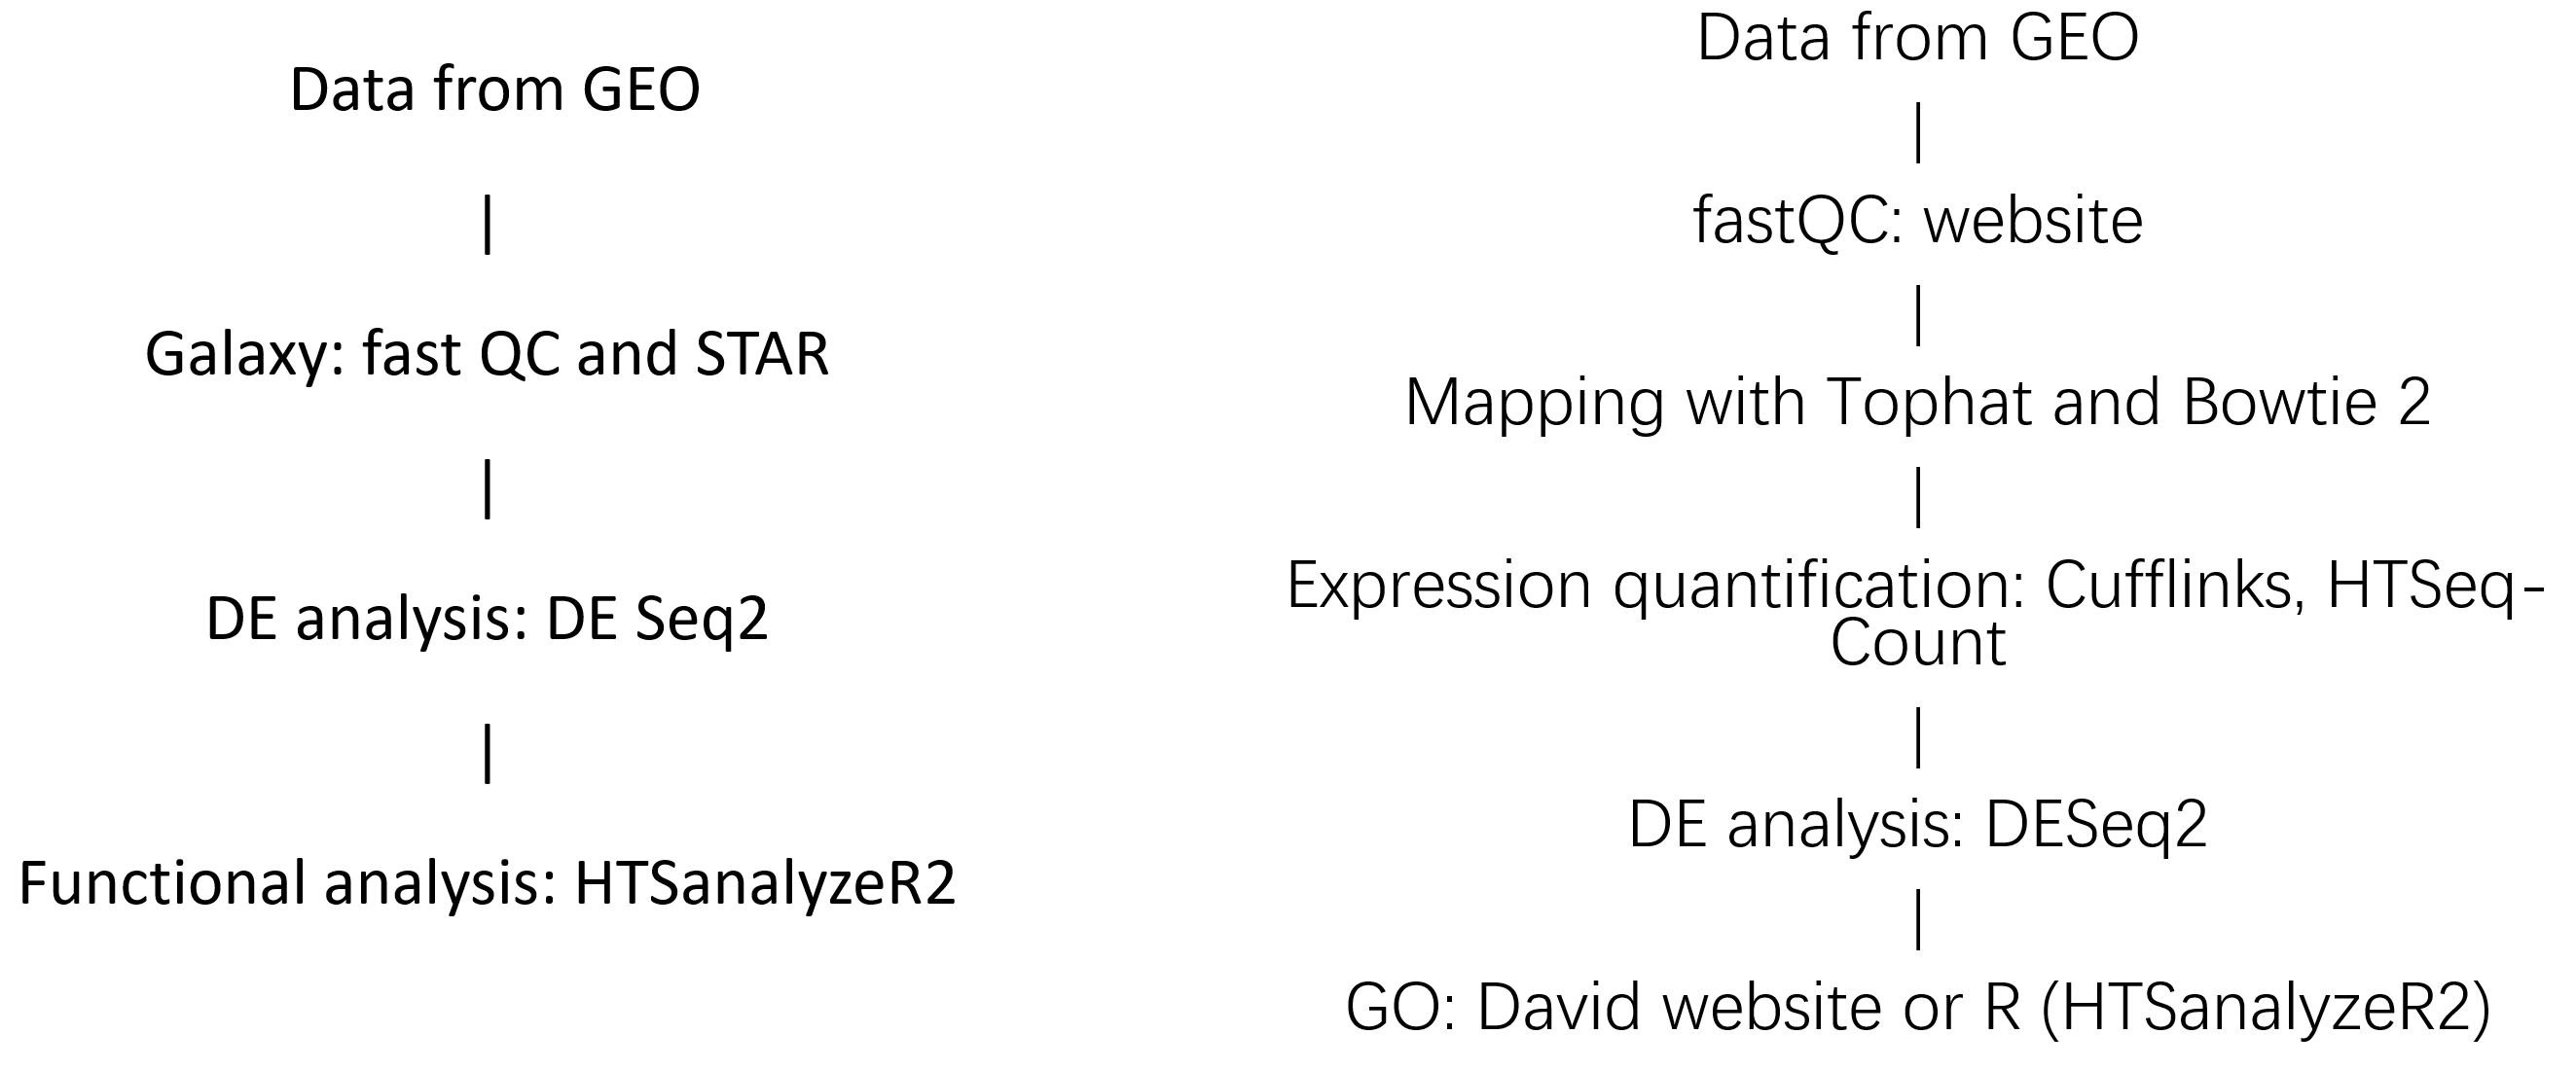 Data from GEO
|
Galaxy: fast QC and STAR
|
DE analysis: DE Seq2
|
Functional analysis: HTSanalyzeR2
Data from GEO
|
fastQC: website
|
Mapping with Tophat and Bowtie 2
|
Expression quantification: Cufflinks, HTSeq-
Count
|
DE analysis: DESeq2
|
GO: David website or R (HTSanalyzeR2)